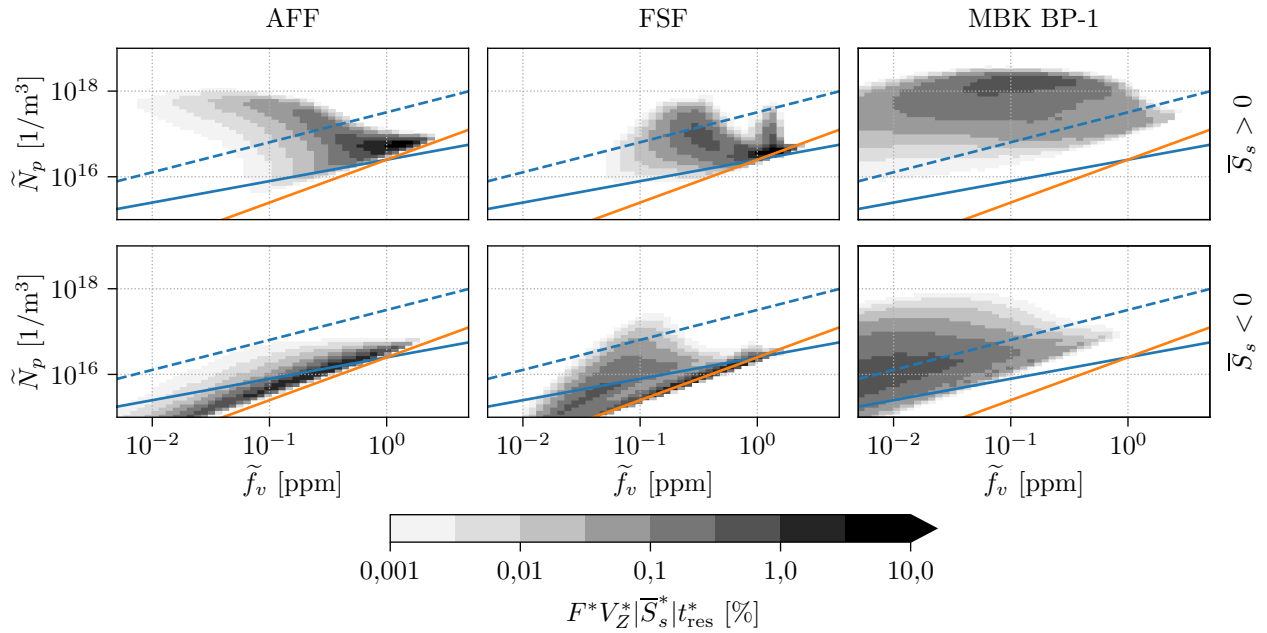 AFF FSF MBK BP-1
10^18
10^16
Ñ_p [1/m^3]
S̅_s > 0
10^18
10^16
Ñ_p [1/m^3]
S̅_s < 0
10^−2 10^−1 10^0 10^−2 10^−1 10^0 10^−2 10^−1 10^0
f̃_v [ppm] f̃_v [ppm] f̃_v [ppm]
0,001 0,01 0,1 1,0 10,0
F*V_Z*|S̅_s*|t_res* [%]